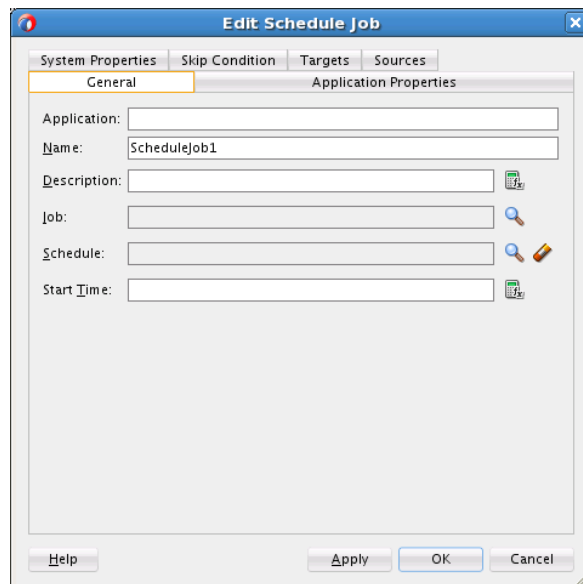 Edit Schedule Job
System Properties Skip Condition Targets Sources
General Application Properties
Application:
Name: ScheduleJob1
Description:
Job:
Schedule:
Start Time:
Help Apply OK Cancel